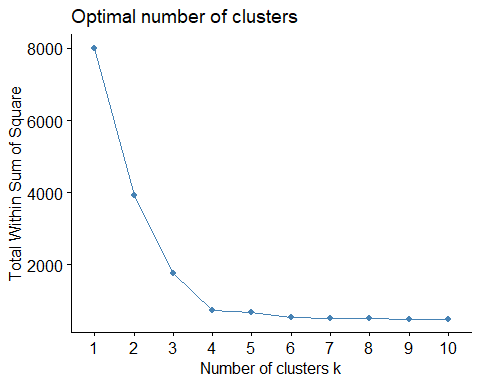 Optimal number of clusters
Total Within Sum of Square
8000
6000
4000
2000
1 2 3 4 5 6 7 8 9 10
Number of clusters k